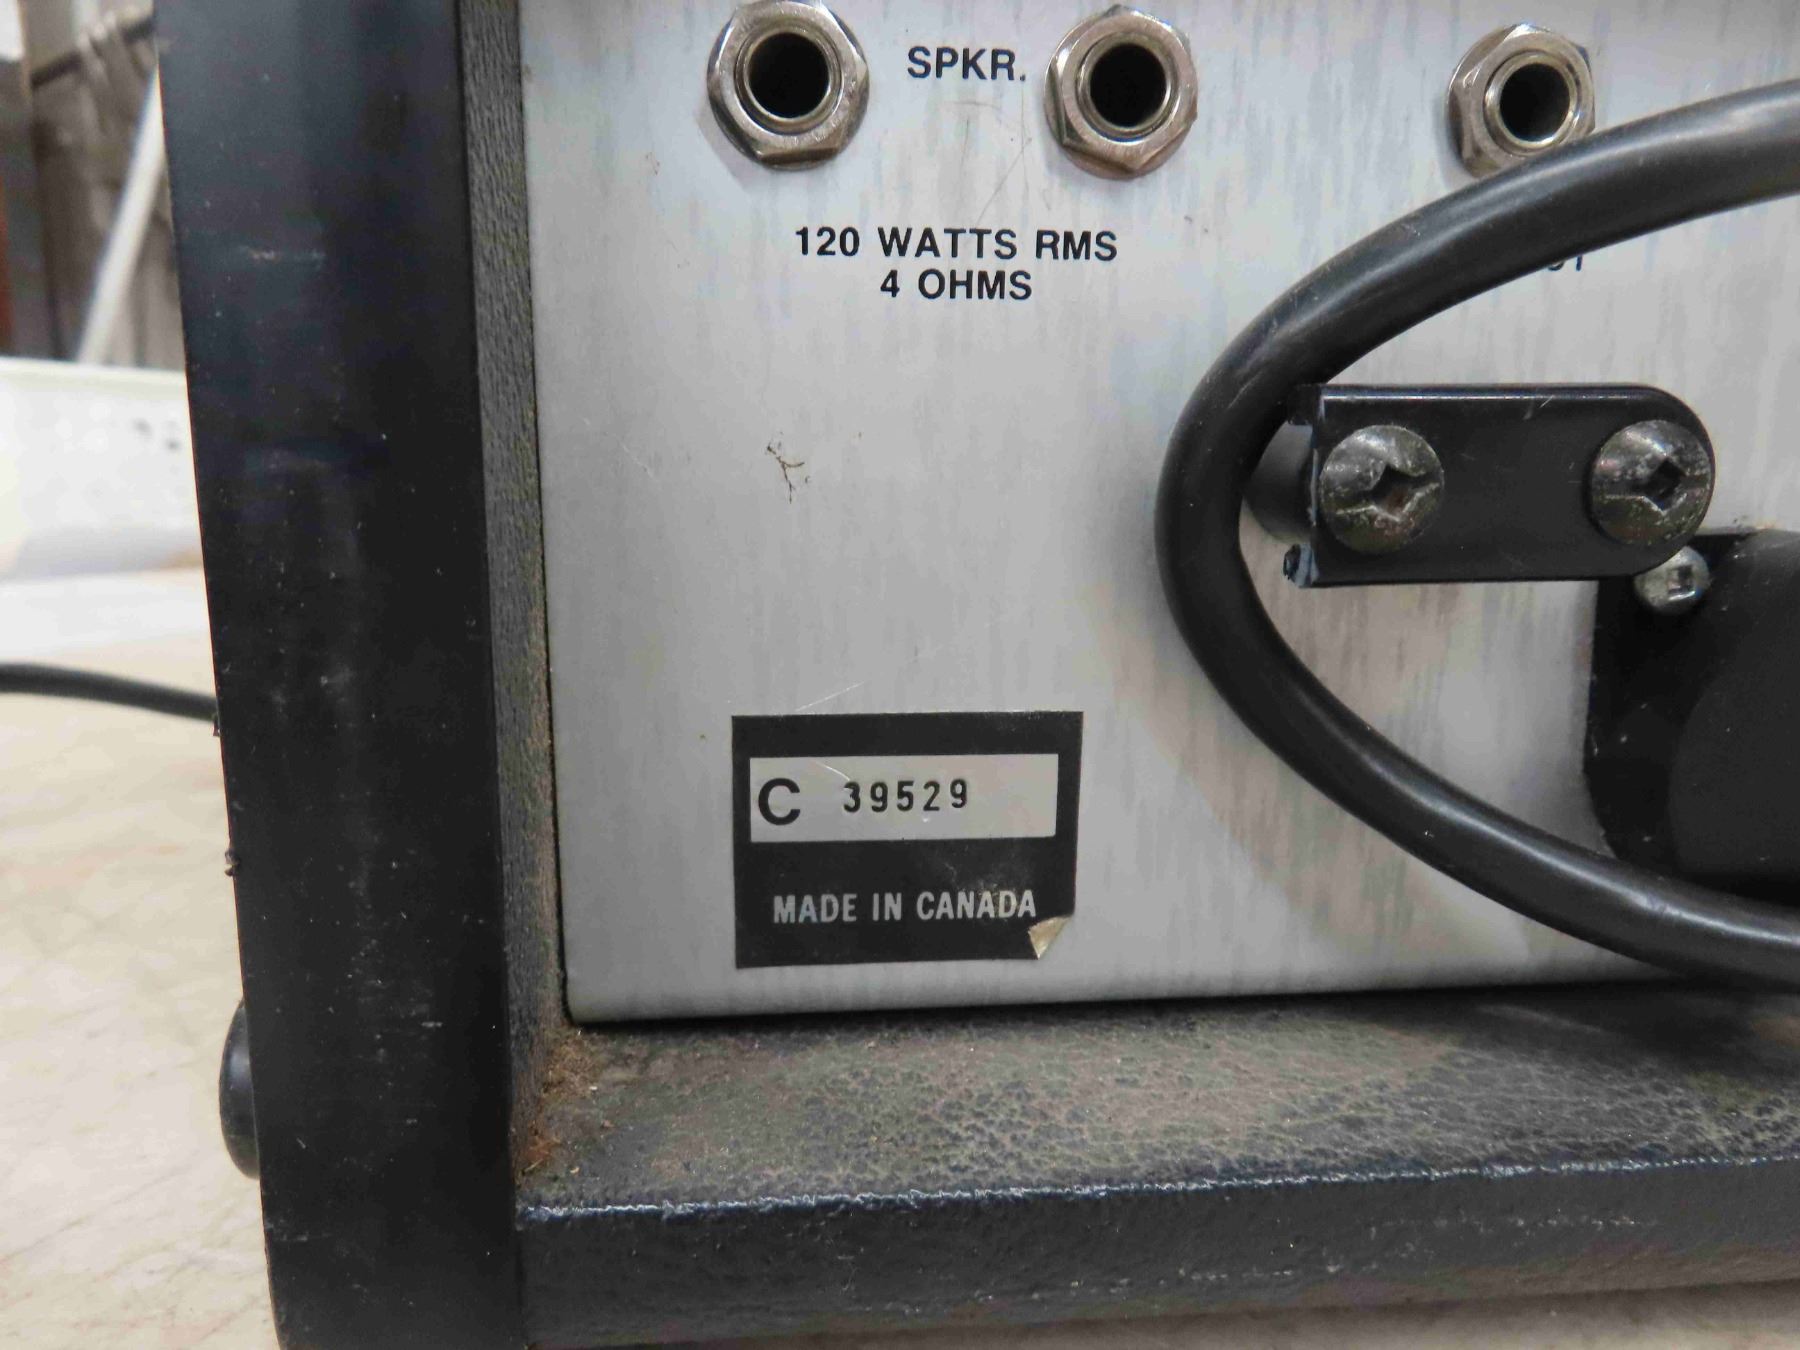 SPKR.
120 WATTS RMS
4 OHMS
C 39529
MADE IN CANADA